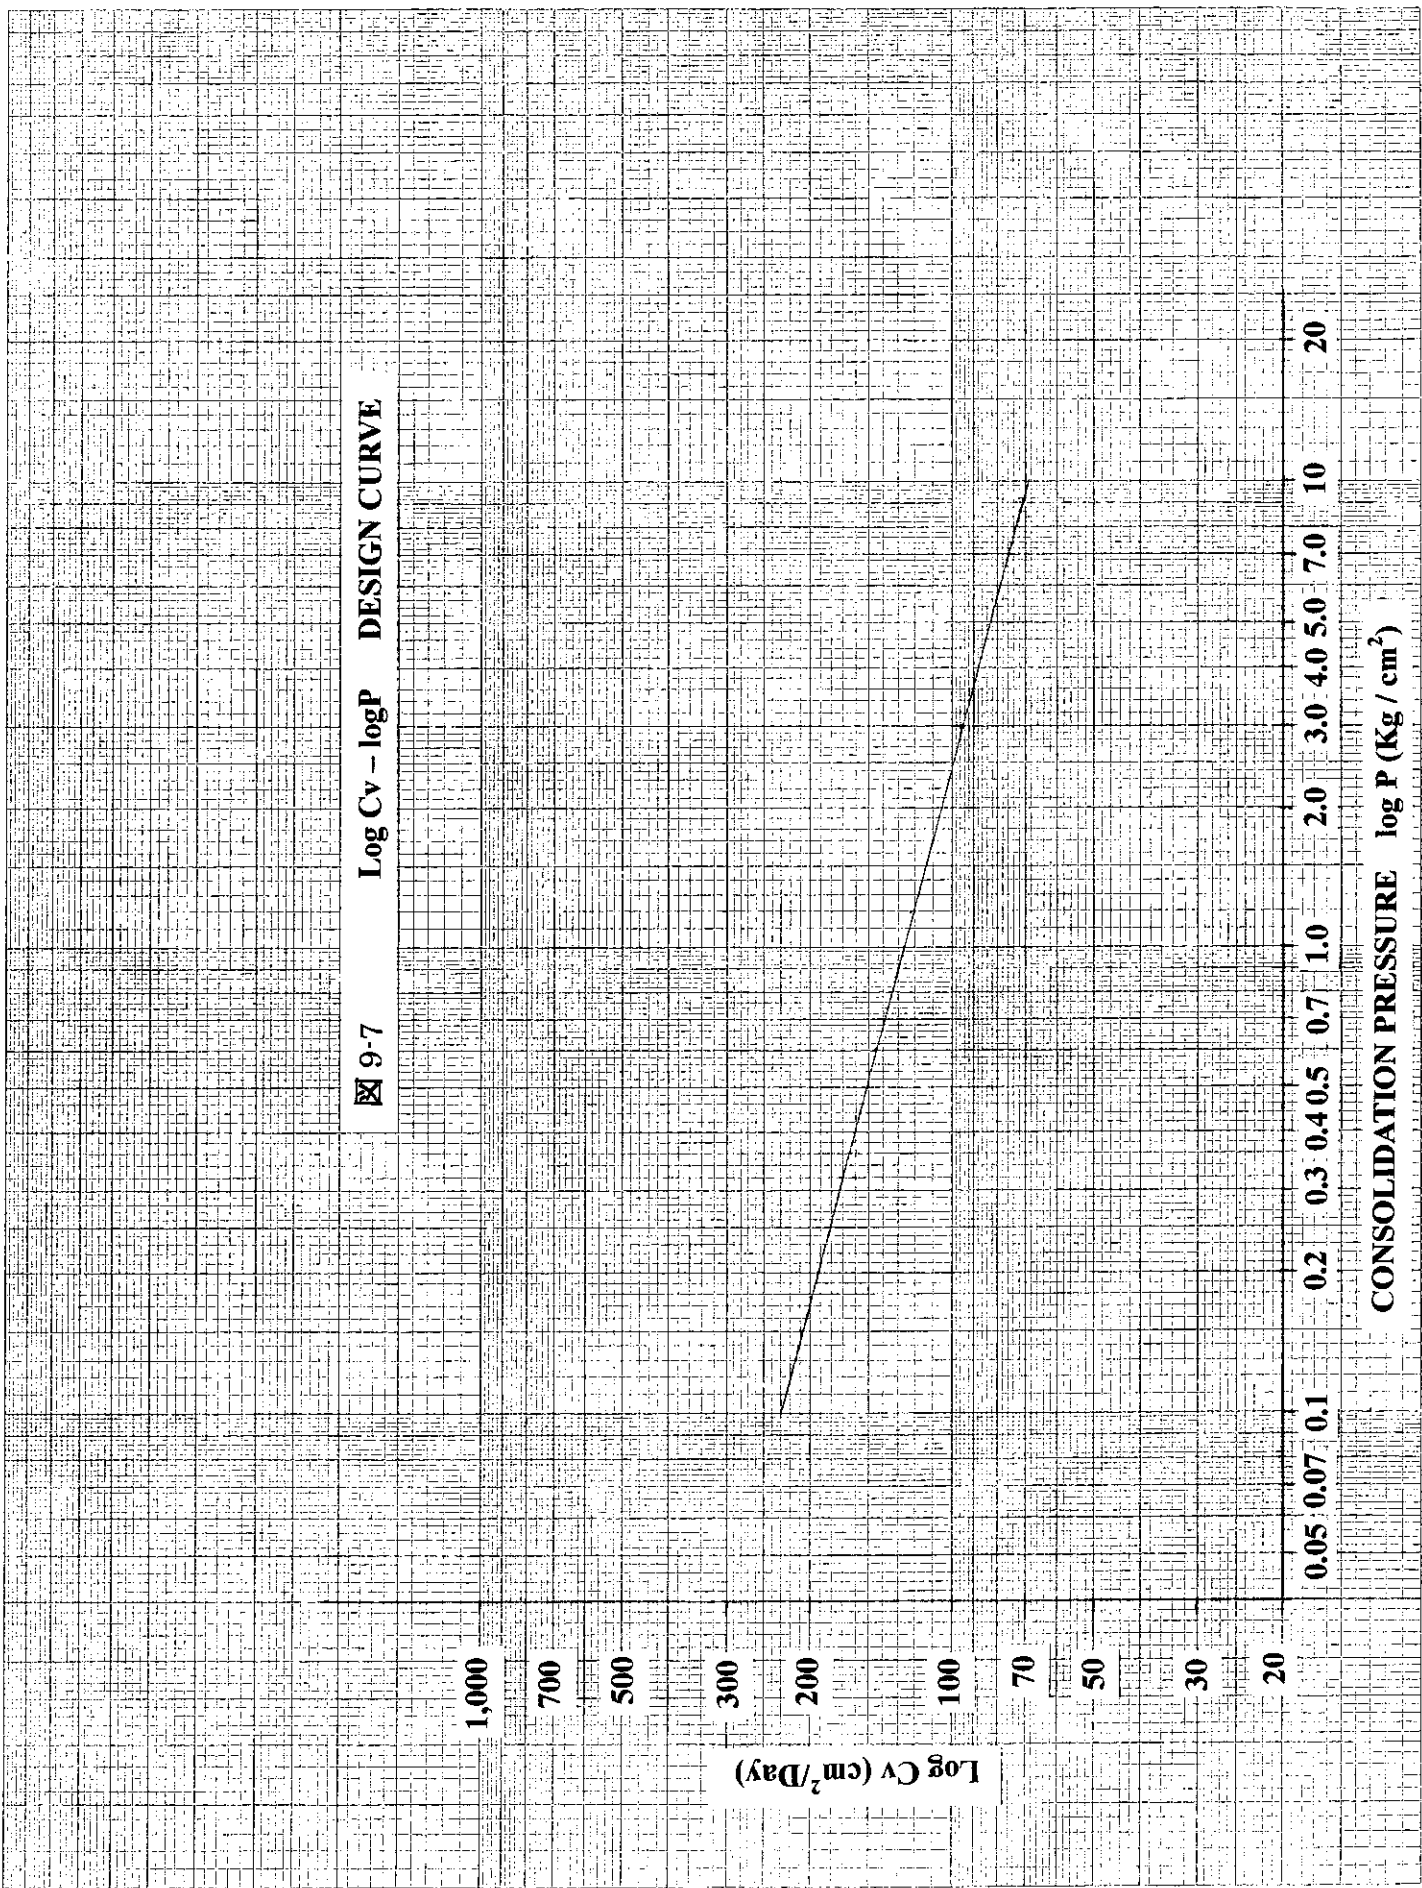 図 9-7 Log Cv – logP DESIGN CURVE
Log Cv (cm²/Day)
1,000
700
500
300
200
100
70
50
30
20
0.05 0.07 0.1 0.2 0.3 0.4 0.5 0.7 1.0 2.0 3.0 4.0 5.0 7.0 10 20
CONSOLIDATION PRESSURE log P (Kg / cm²)